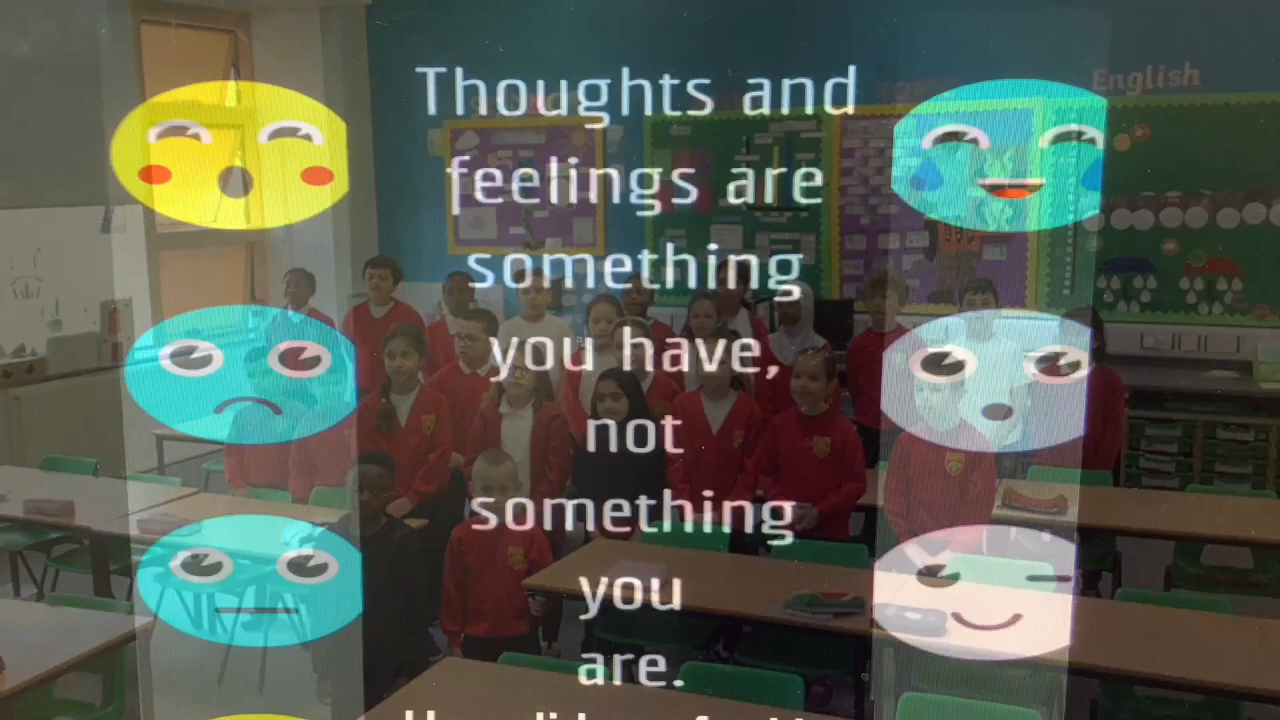 English
Thoughts and
feelings are
something
you have,
not
something
you
are.